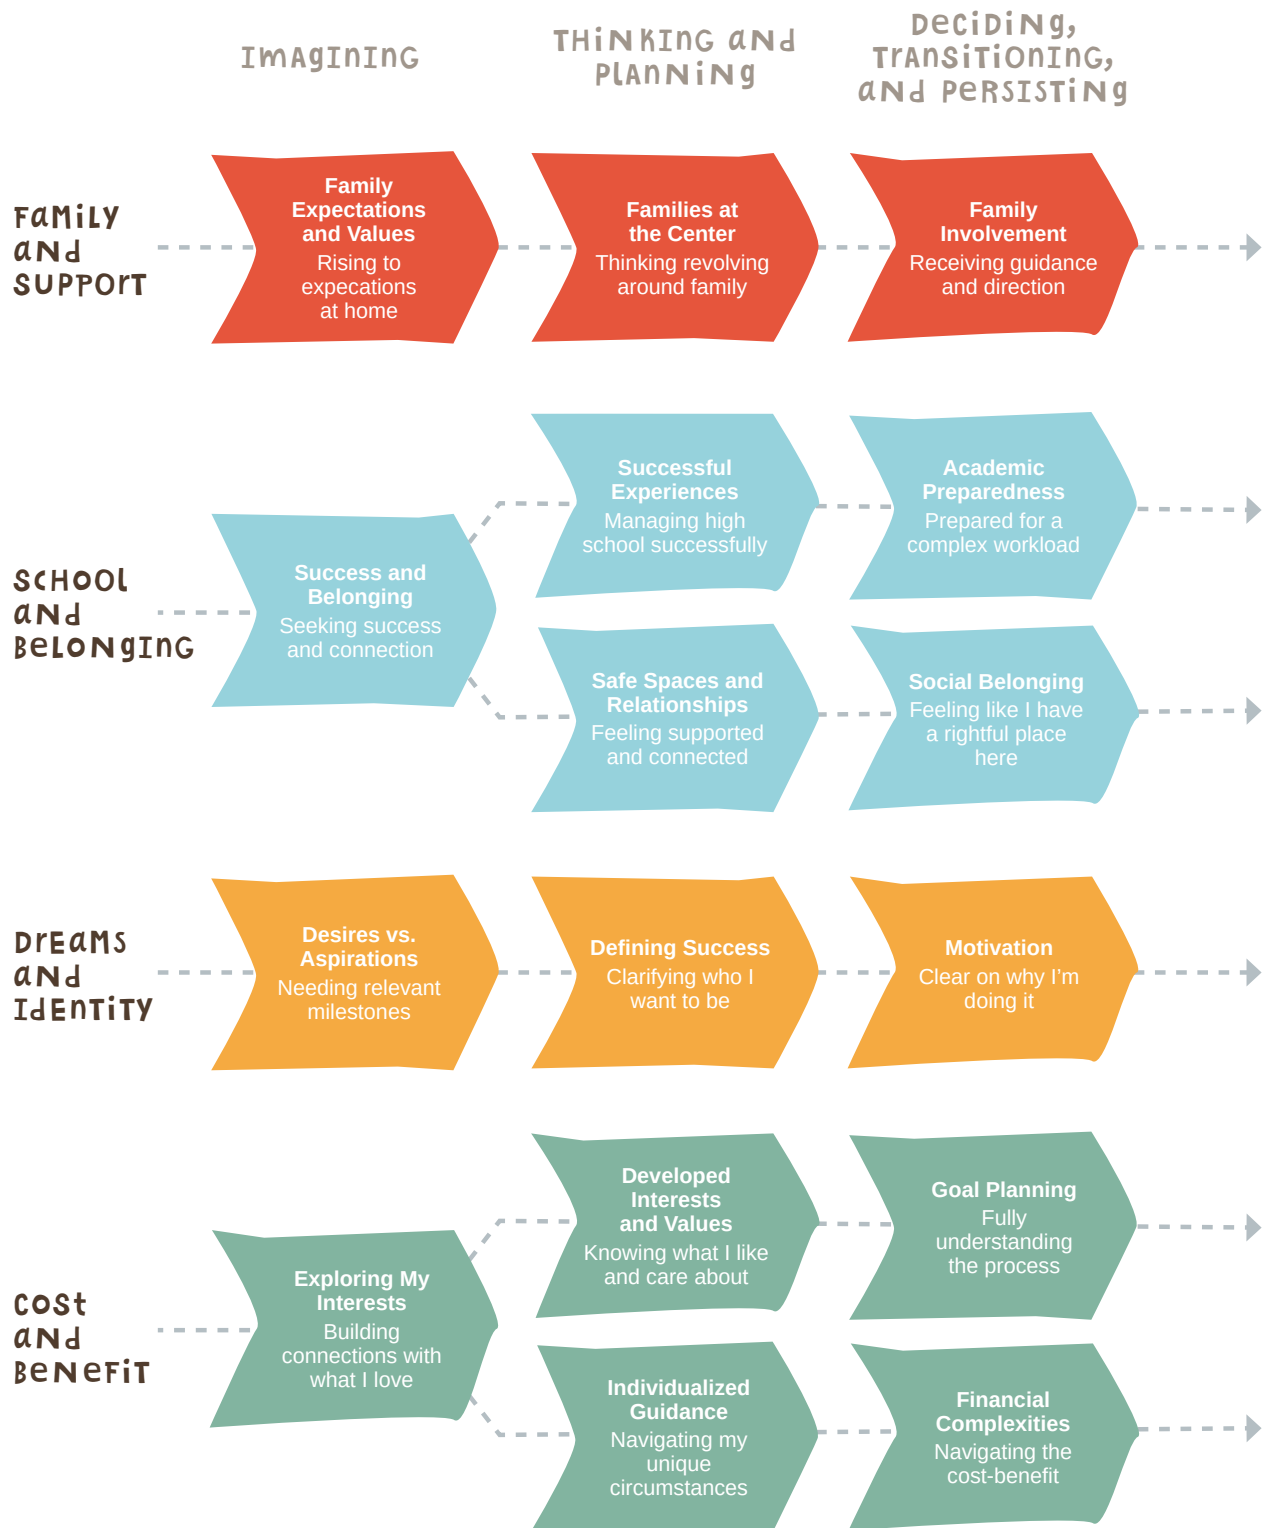 Imagining
Thinking and
Planning
Deciding,
Transitioning,
and Persisting
Family
and
Support
Family
Expectations
and Values
Rising to
expecations
at home
Families at
the Center
Thinking revolving
around family
Family
Involvement
Receiving guidance
and direction
School
and
Belonging
Success and
Belonging
Seeking success
and connection
Successful
Experiences
Managing high
school successfully
Academic
Preparedness
Prepared for a
complex workload
Safe Spaces and
Relationships
Feeling supported
and connected
Social Belonging
Feeling like I have
a rightful place
here
Dreams
and
Identity
Desires vs.
Aspirations
Needing relevant
milestones
Defining Success
Clarifying who I
want to be
Motivation
Clear on why I’m
doing it
Cost
and
Benefit
Exploring My
Interests
Building
connections with
what I love
Developed
Interests
and Values
Knowing what I like
and care about
Goal Planning
Fully
understanding
the process
Individualized
Guidance
Navigating my
unique
circumstances
Financial
Complexities
Navigating the
cost-benefit